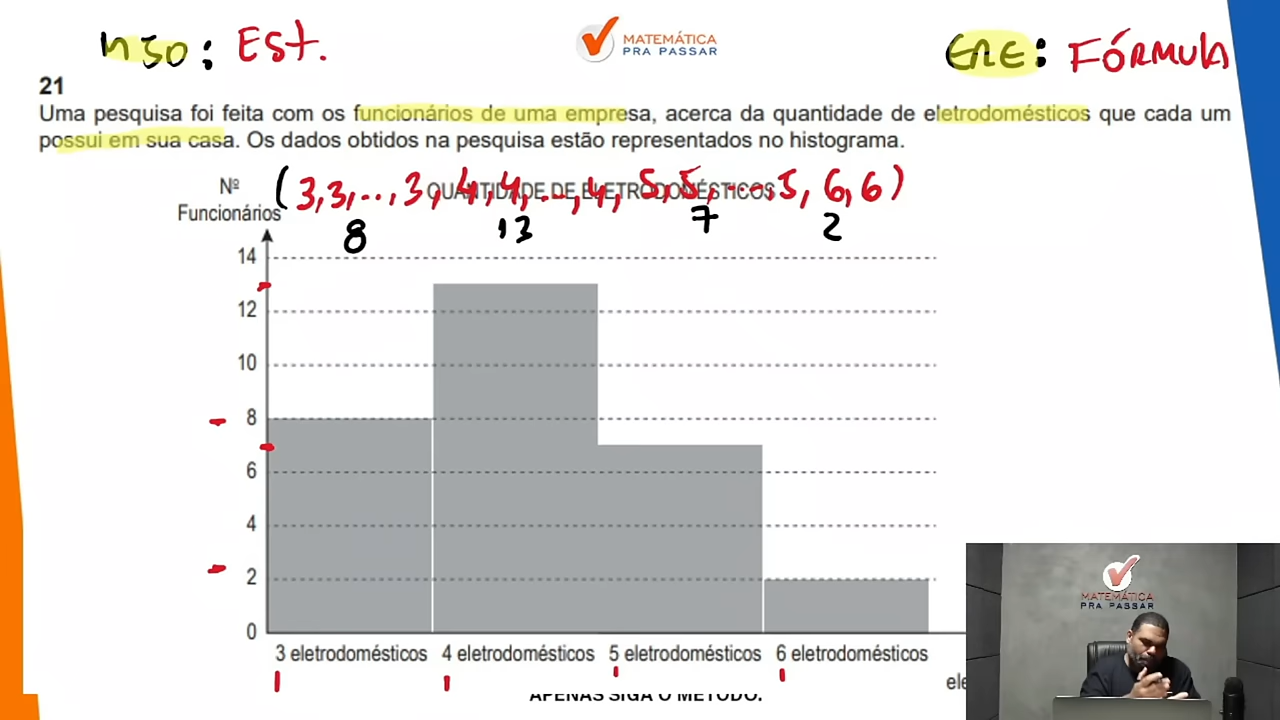 n50: EST.
MATEMÁTICA
PRA PASSAR
FÓRMULA
21
Uma pesquisa foi feita com os funcionários de uma empresa, acerca da quantidade de eletrodomésticos que cada um
possui em sua casa. Os dados obtidos na pesquisa estão representados no histograma.
QUANTIDADE DE ELETRODOMÉSTICOS
(3,3,...,3, 4,4,...,4, 5,5,...,5, 6,6)
8 13 7 2
Nº
Funcionários
14
12
10
8
6
4
2
0
3 eletrodomésticos 4 eletrodomésticos 5 eletrodomésticos 6 eletrodomésticos
APENAS SIGA O MÉTODO.
MATEMÁTICA
PRA PASSAR